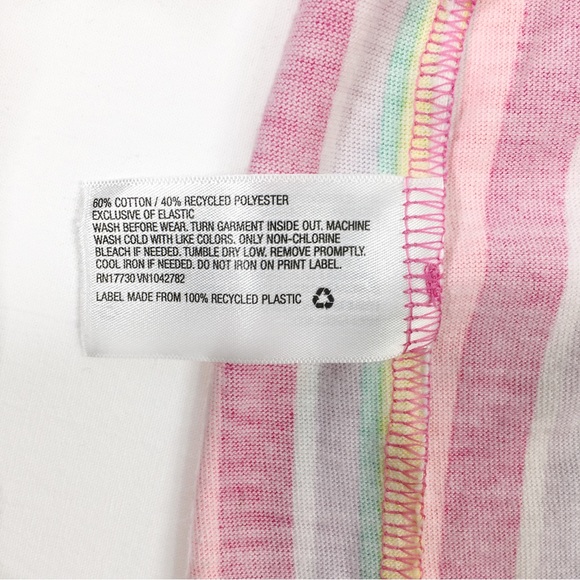 60% COTTON / 40% RECYCLED POLYESTER
EXCLUSIVE OF ELASTIC
WASH BEFORE WEAR. TURN GARMENT INSIDE OUT. MACHINE
WASH COLD WITH LIKE COLORS. ONLY NON-CHLORINE
BLEACH IF NEEDED. TUMBLE DRY LOW. REMOVE PROMPTLY.
COOL IRON IF NEEDED. DO NOT IRON ON PRINT LABEL.
RN17730 VN1042782
LABEL MADE FROM 100% RECYCLED PLASTIC